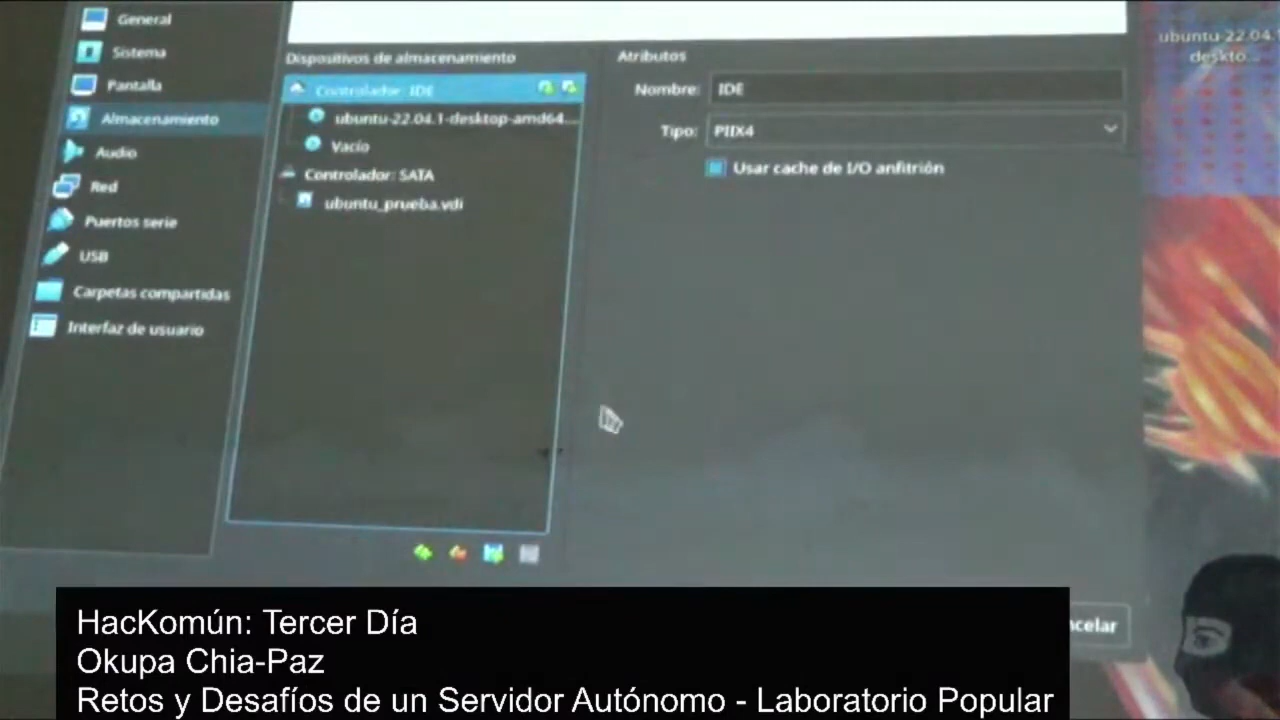 General
Sistema
Pantalla
Almacenamiento
Audio
Red
Puertos serie
USB
Carpetas compartidas
Interfaz de usuario
Dispositivos de almacenamiento
Controlador: IDE
ubuntu-22.04.1-desktop-amd64...
Vacío
Controlador: SATA
ubuntu_prueba.vdi
Atributos
Nombre: IDE
Tipo: PIIX4
Usar cache de I/O anfitrión
ubuntu-22.04.1
deskto...
ncelar
HacKomún: Tercer Día
Okupa Chia-Paz
Retos y Desafíos de un Servidor Autónomo - Laboratorio Popular